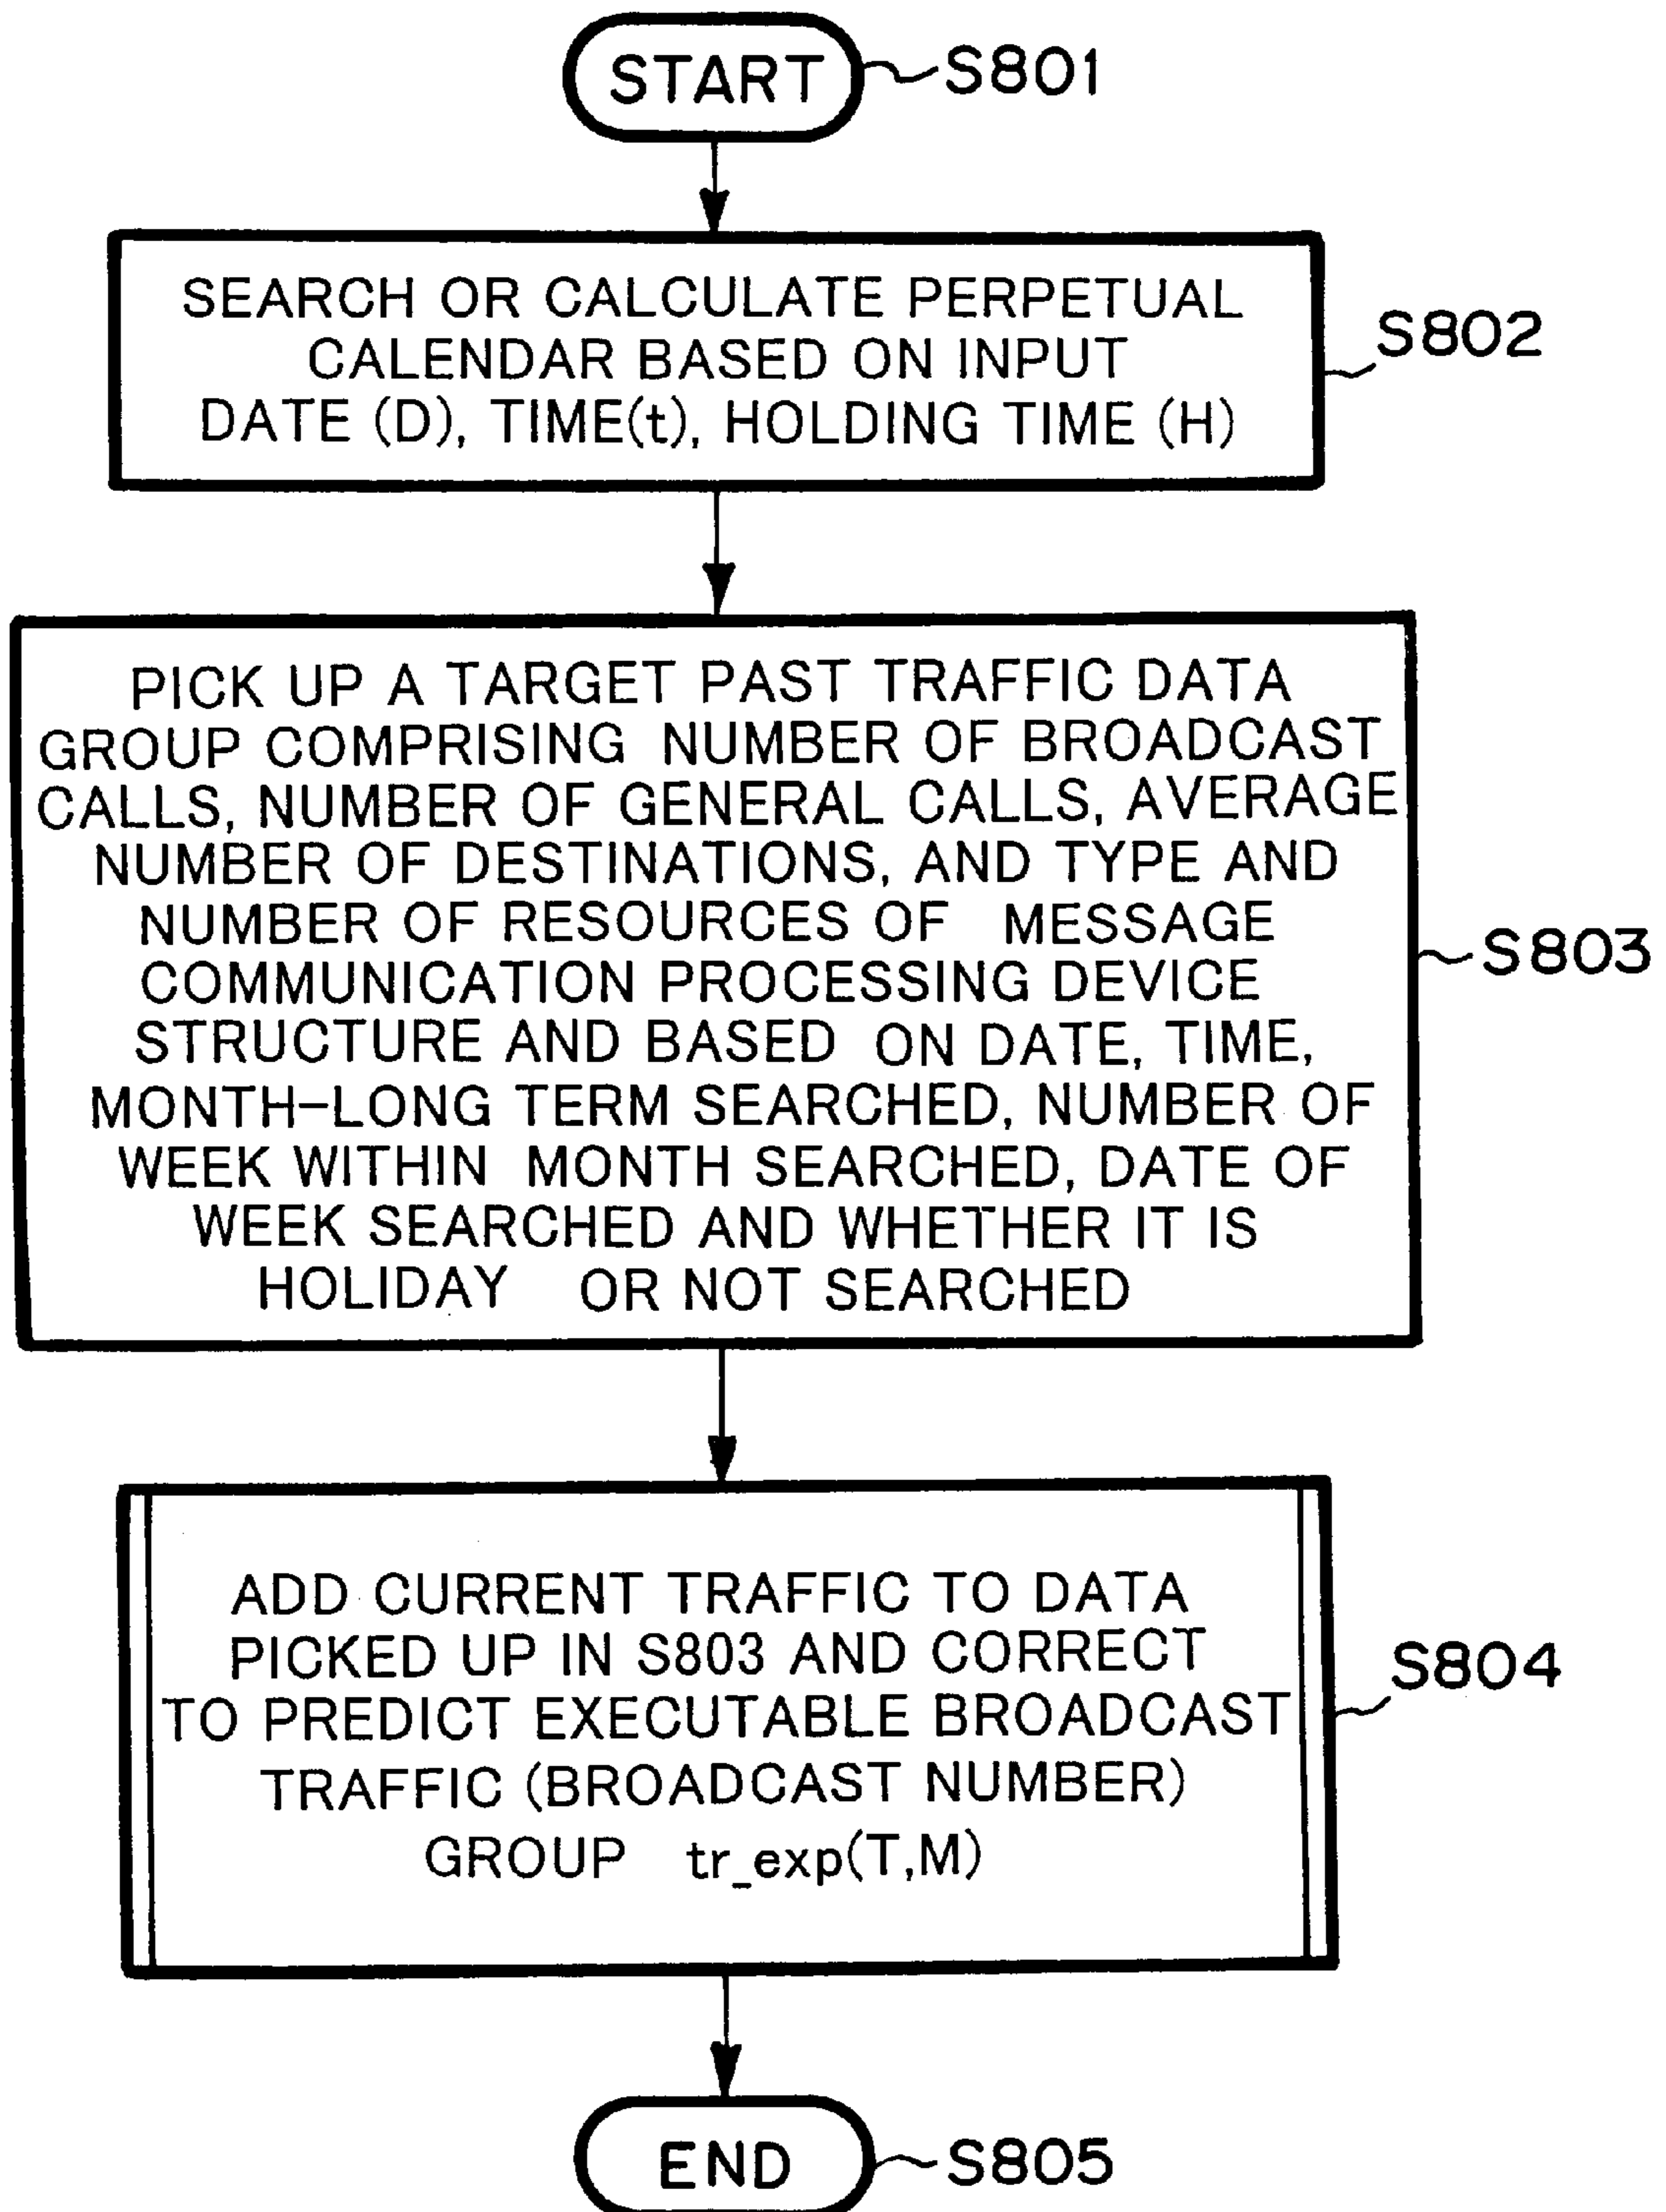 START
S801
SEARCH OR CALCULATE PERPETUAL
CALENDAR BASED ON INPUT
DATE (D), TIME(t), HOLDING TIME (H)
S802
PICK UP A TARGET PAST TRAFFIC DATA
GROUP COMPRISING NUMBER OF BROADCAST
CALLS, NUMBER OF GENERAL CALLS, AVERAGE
NUMBER OF DESTINATIONS, AND TYPE AND
NUMBER OF RESOURCES OF MESSAGE
COMMUNICATION PROCESSING DEVICE
STRUCTURE AND BASED ON DATE, TIME,
MONTH-LONG TERM SEARCHED, NUMBER OF
WEEK WITHIN MONTH SEARCHED, DATE OF
WEEK SEARCHED AND WHETHER IT IS
HOLIDAY OR NOT SEARCHED
S803
ADD CURRENT TRAFFIC TO DATA
PICKED UP IN S803 AND CORRECT
TO PREDICT EXECUTABLE BROADCAST
TRAFFIC (BROADCAST NUMBER)
GROUP tr_exp(T,M)
S804
END
S805